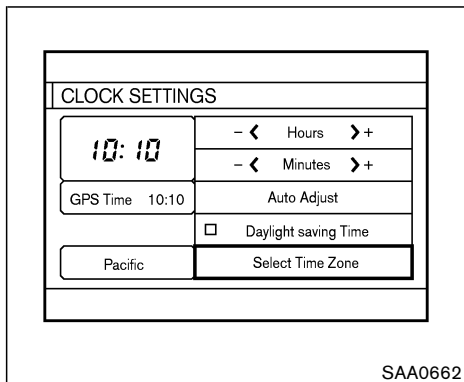 CLOCK SETTINGS
10:10
- < Hours > +
- < Minutes > +
GPS Time 10:10
Auto Adjust
Daylight saving Time
Pacific
Select Time Zone
SAA0662